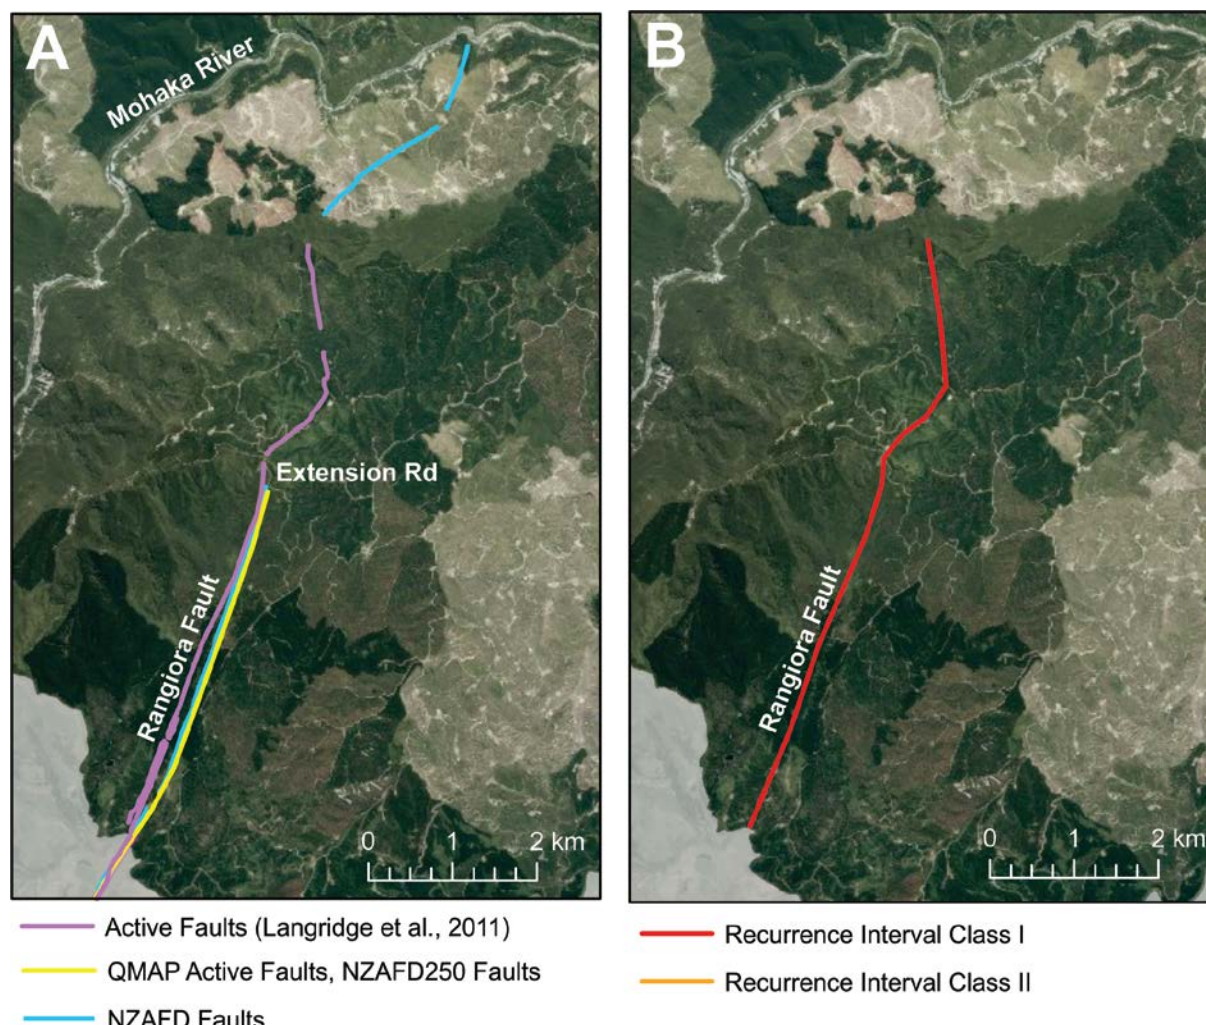 A
Mohaka River
Extension Rd
Rangiora Fault
0 1 2 km
Active Faults (Langridge et al., 2011)
QMAP Active Faults, NZAFD250 Faults
NZAFD Faults
B
Rangiora Fault
0 1 2 km
Recurrence Interval Class I
Recurrence Interval Class II